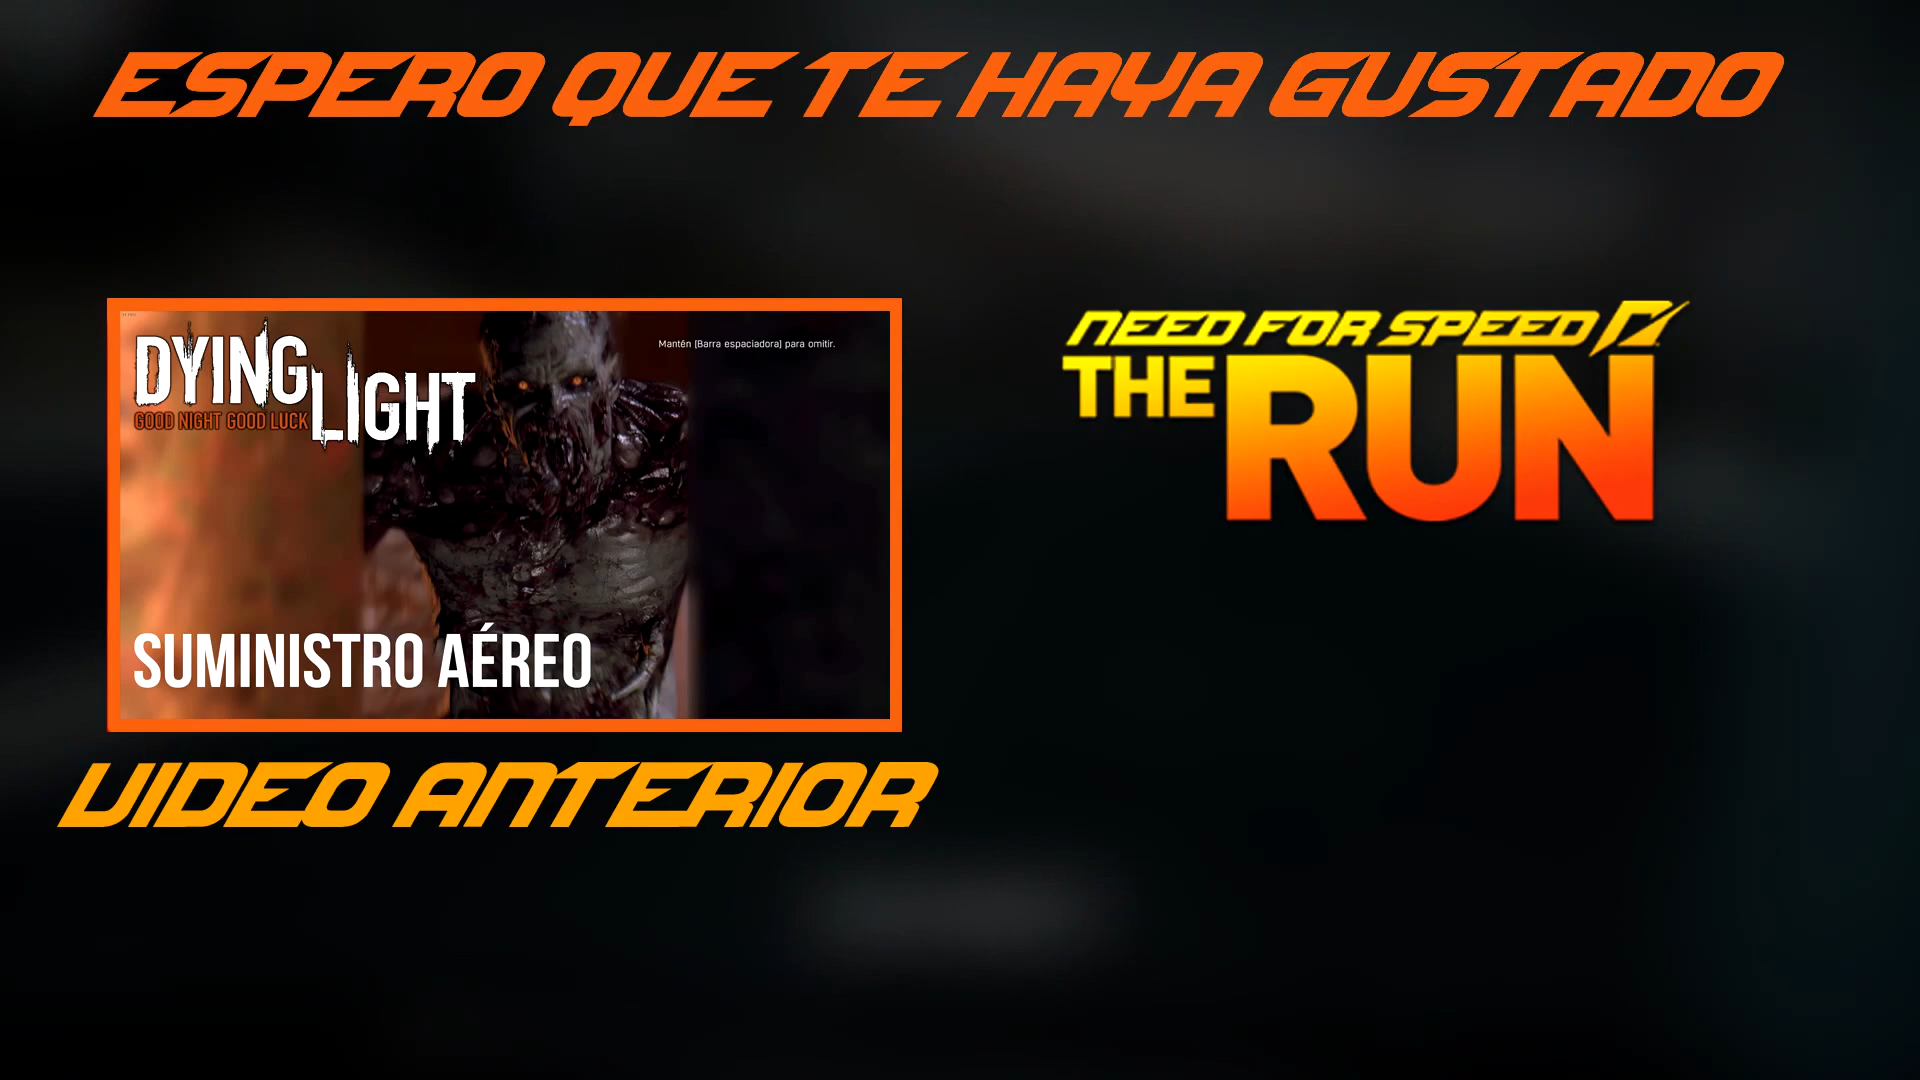 ESPERO QUE TE HAYA GUSTADO
DYING
LIGHT
GOOD NIGHT GOOD LUCK
Mantén [Barra espaciadora] para omitir.
SUMINISTRO AÉREO
VIDEO ANTERIOR
NEED FOR SPEED
THE RUN